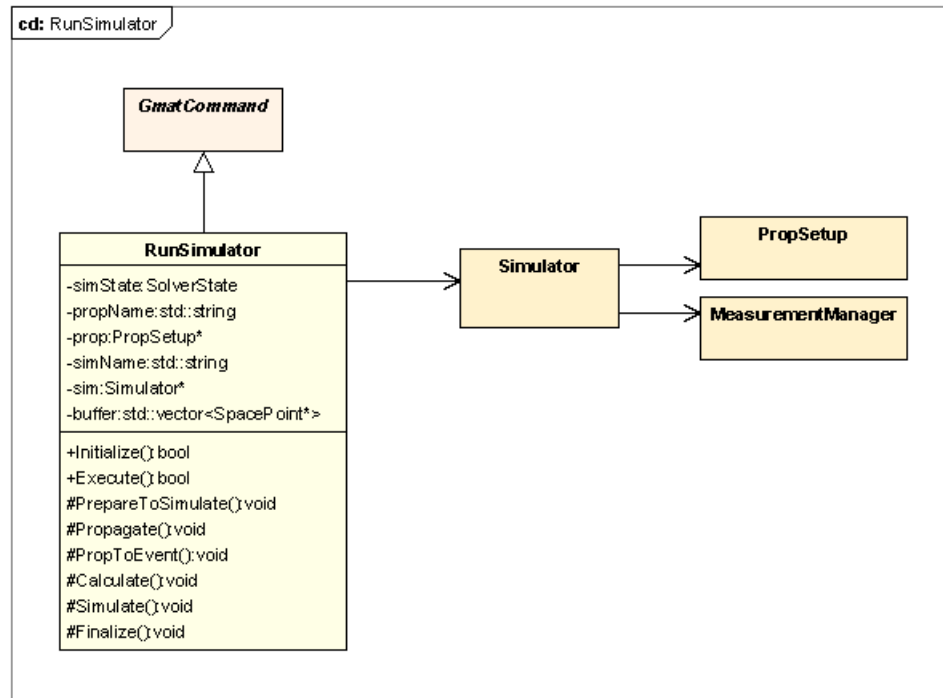 cd: RunSimulator
GmatCommand
RunSimulator
-simState:SolverState
-propName:std::string
-prop:PropSetup*
-simName:std::string
-sim:Simulator*
-buffer:std::vector<SpacePoint*>
+Initialize():bool
+Execute():bool
#PrepareToSimulate():void
#Propagate():void
#PropToEvent():void
#Calculate():void
#Simulate():void
#Finalize():void
Simulator
PropSetup
MeasurementManager